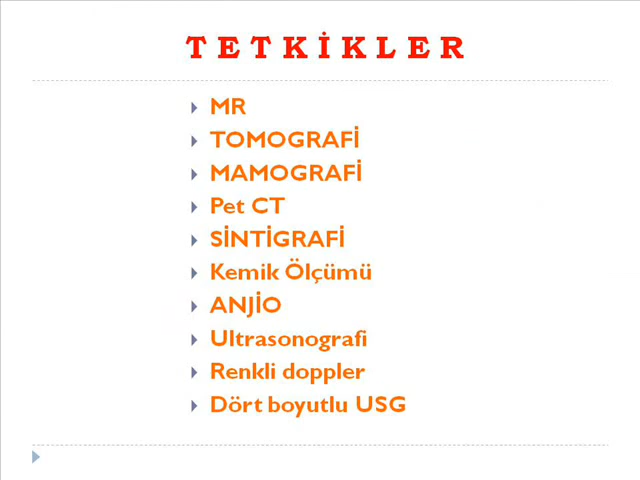 T E T K İ K L E R
MR
TOMOGRAFİ
MAMOGRAFİ
Pet CT
SİNTİGRAFİ
Kemik Ölçümü
ANJİO
Ultrasonografi
Renkli doppler
Dört boyutlu USG